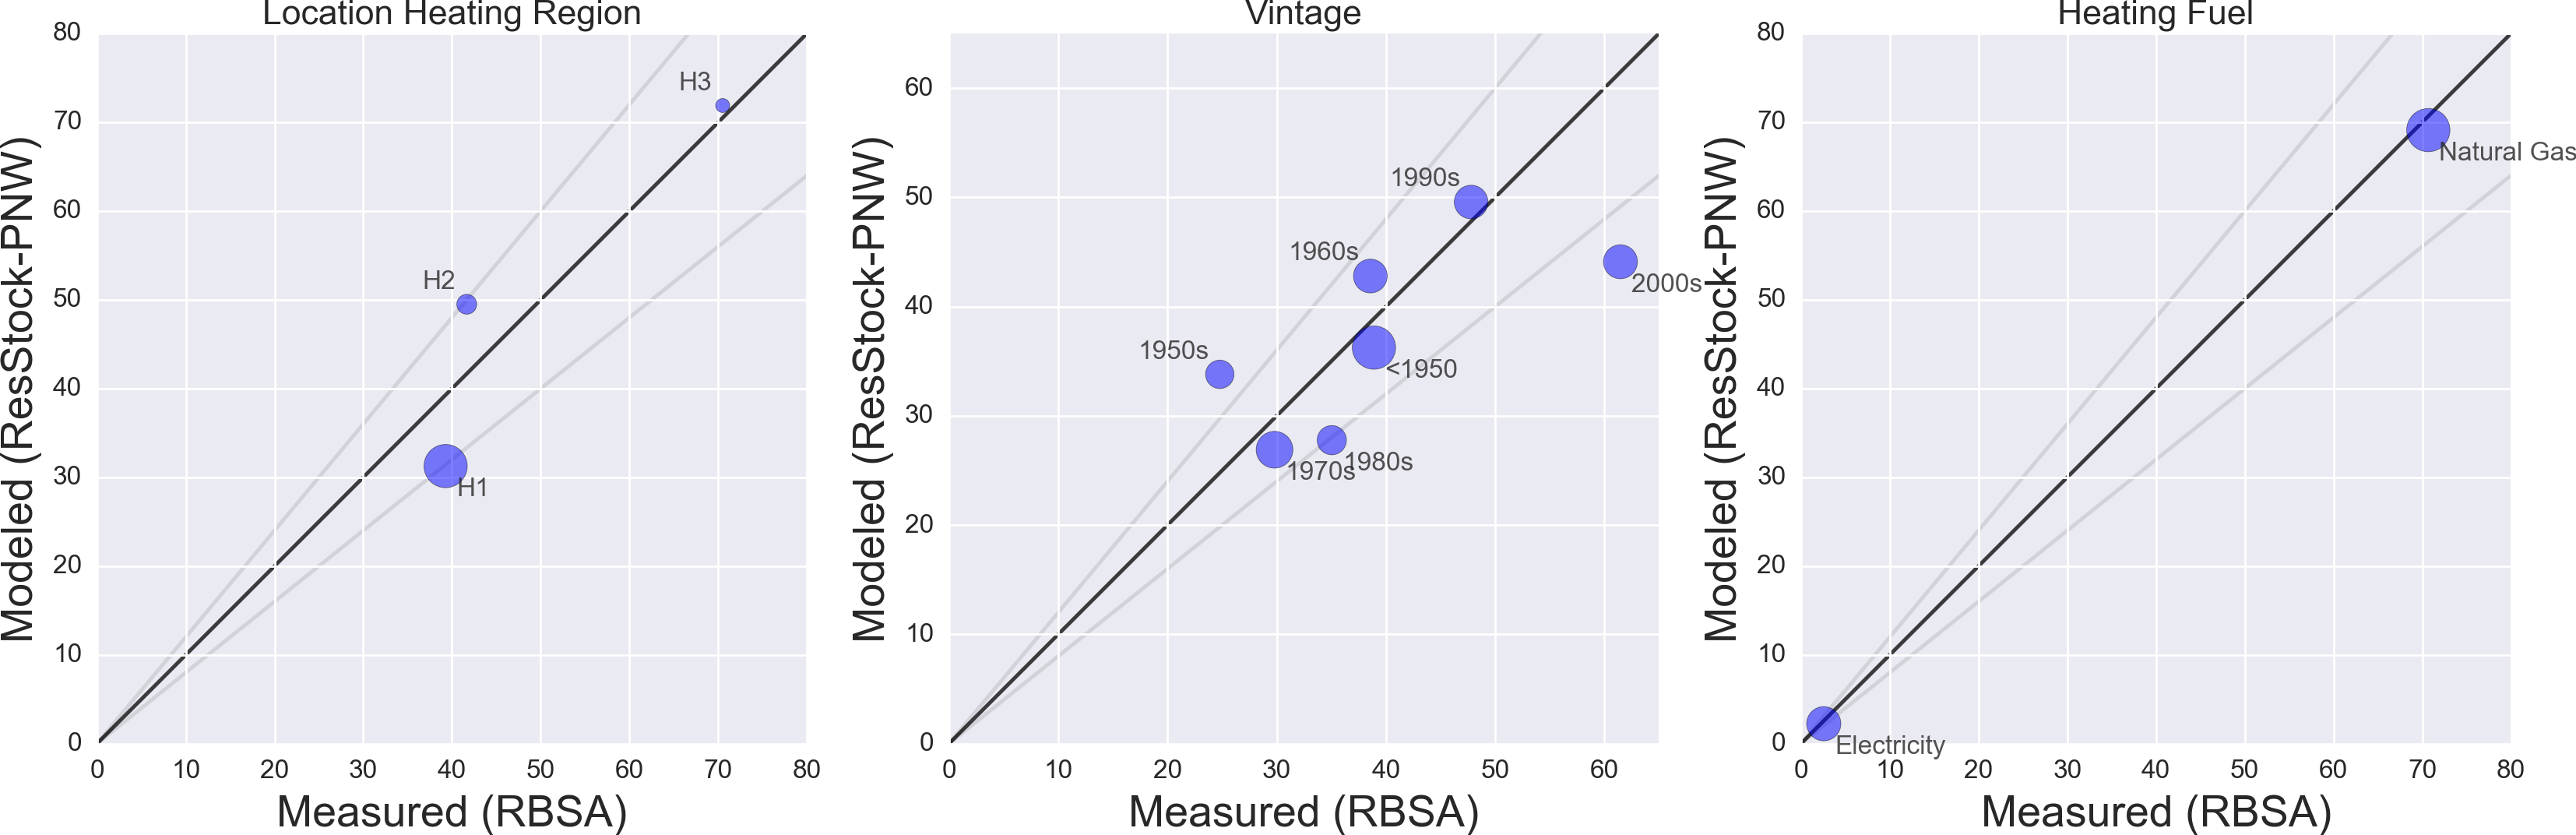 Location Heating Region
Vintage
Heating Fuel
Modeled (ResStock-PNW)
80
70
60
50
40
30
20
10
0
H3
H2
H1
0 10 20 30 40 50 60 70 80
Measured (RBSA)
Modeled (ResStock-PNW)
60
50
40
30
20
10
0
1990s
1960s
2000s
1950s
<1950
1980s
1970s
0 10 20 30 40 50 60
Measured (RBSA)
Modeled (ResStock-PNW)
80
70
60
50
40
30
20
10
0
Natural Gas
Electricity
0 10 20 30 40 50 60 70 80
Measured (RBSA)